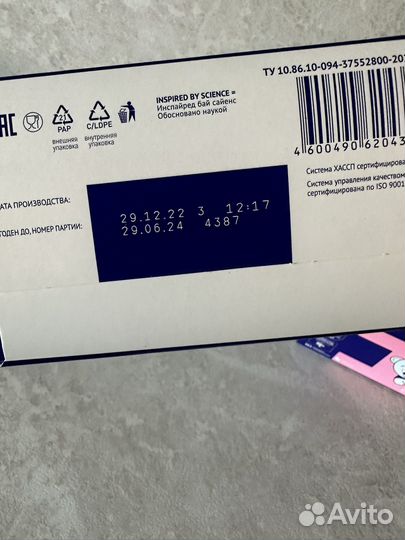 ТУ 10.86.10-094-37552800-20
INSPIRED BY SCIENCE =
Инспайред бай сайенс
Обосновано наукой
21
PAP
C/LDPE
внешняя
упаковка
внутренняя
упаковка
4 600490 62043
Система ХАССП сертифицирова
Система управления качеством
сертифицирована по ISO 9001
АТА ПРОИЗВОДСТВА:
ГОДЕН ДО, НОМЕР ПАРТИИ:
29.12.22 3 12:17
29.06.24 4387
Avito